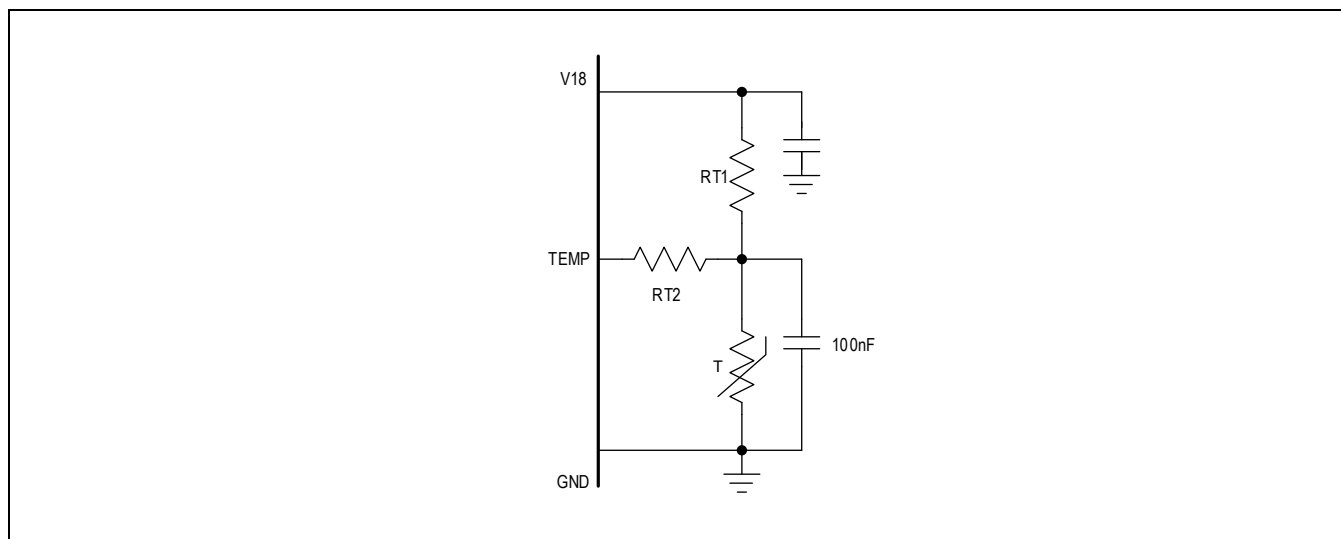 V18
RT1
TEMP
RT2
T
100nF
GND